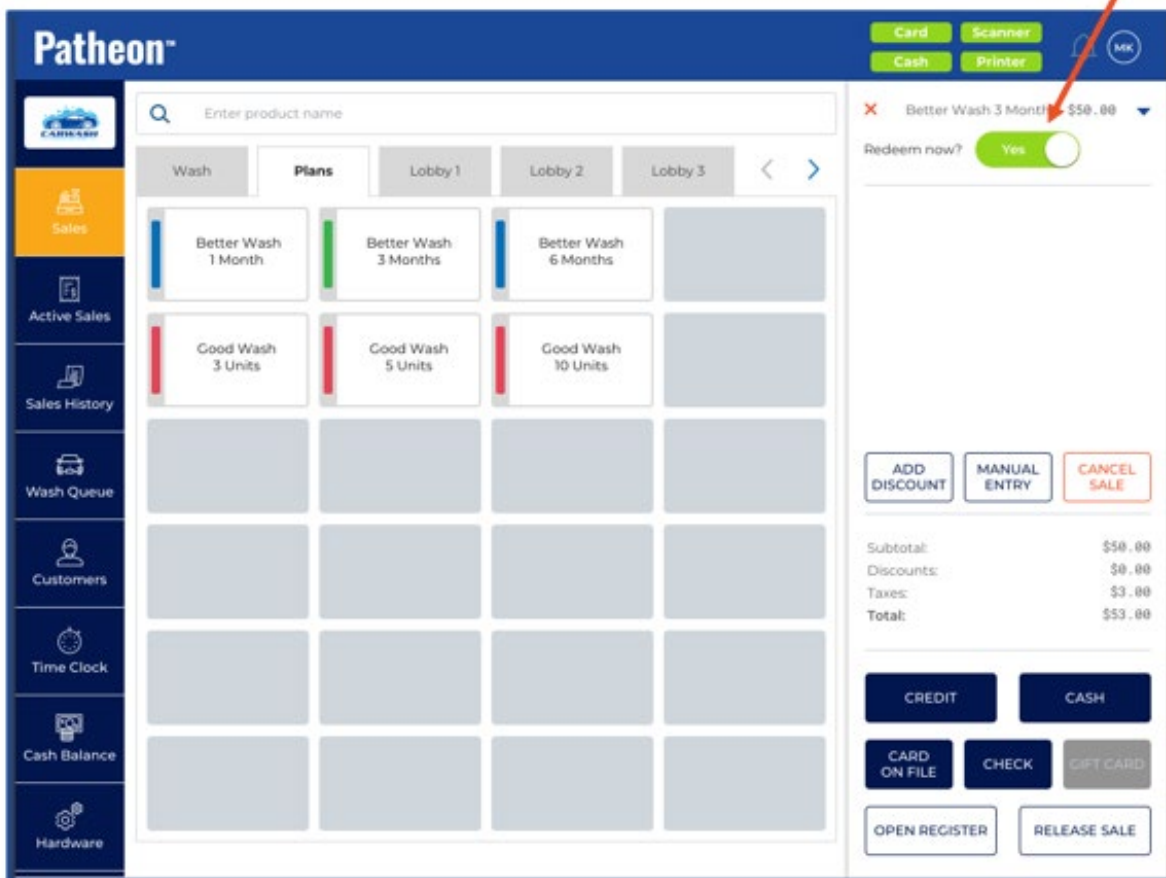 Patheon™
Card
Scanner
Cash
Printer
MK
CARWASH
Sales
Active Sales
Sales History
Wash Queue
Customers
Time Clock
Cash Balance
Hardware
Enter product name
Wash
Plans
Lobby 1
Lobby 2
Lobby 3
Better Wash
1 Month
Better Wash
3 Months
Better Wash
6 Months
Good Wash
3 Units
Good Wash
5 Units
Good Wash
10 Units
Better Wash 3 Month $50.00
Redeem now? Yes
ADD
DISCOUNT
MANUAL
ENTRY
CANCEL
SALE
Subtotal: $50.00
Discounts: $0.00
Taxes: $3.00
Total: $53.00
CREDIT
CASH
CARD
ON FILE
CHECK
GIFT CARD
OPEN REGISTER
RELEASE SALE